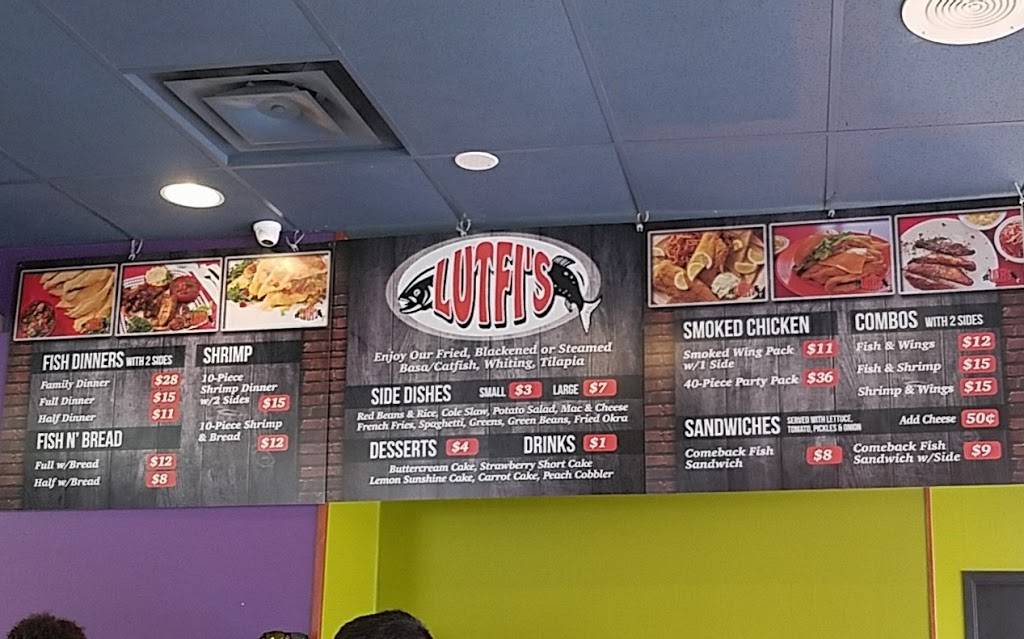 FISH DINNERS WITH 2 SIDES
Family Dinner $28
Full Dinner $15
Half Dinner $11
FISH N' BREAD
Full w/Bread $12
Half w/Bread $8
SHRIMP
10-Piece
Shrimp Dinner
w/2 Sides $15
10-Piece Shrimp
& Bread $12
LUTFI'S
Enjoy Our Fried, Blackened or Steamed
Basa/Catfish, Whiting, Tilapia
SIDE DISHES SMALL $3 LARGE $7
Red Beans & Rice, Cole Slaw, Potato Salad, Mac & Cheese
French Fries, Spaghetti, Greens, Green Beans, Fried Okra
DESSERTS $4 DRINKS $1
Buttercream Cake, Strawberry Short Cake
Lemon Sunshine Cake, Carrot Cake, Peach Cobbler
SMOKED CHICKEN
Smoked Wing Pack $11
w/1 Side
40-Piece Party Pack $36
COMBOS WITH 2 SIDES
Fish & Wings $12
Fish & Shrimp $15
Shrimp & Wings $15
SANDWICHES SERVED WITH LETTUCE,
TOMATO, PICKLES & ONION
Add Cheese 50¢
Comeback Fish
Sandwich $8
Comeback Fish
Sandwich w/Side $9